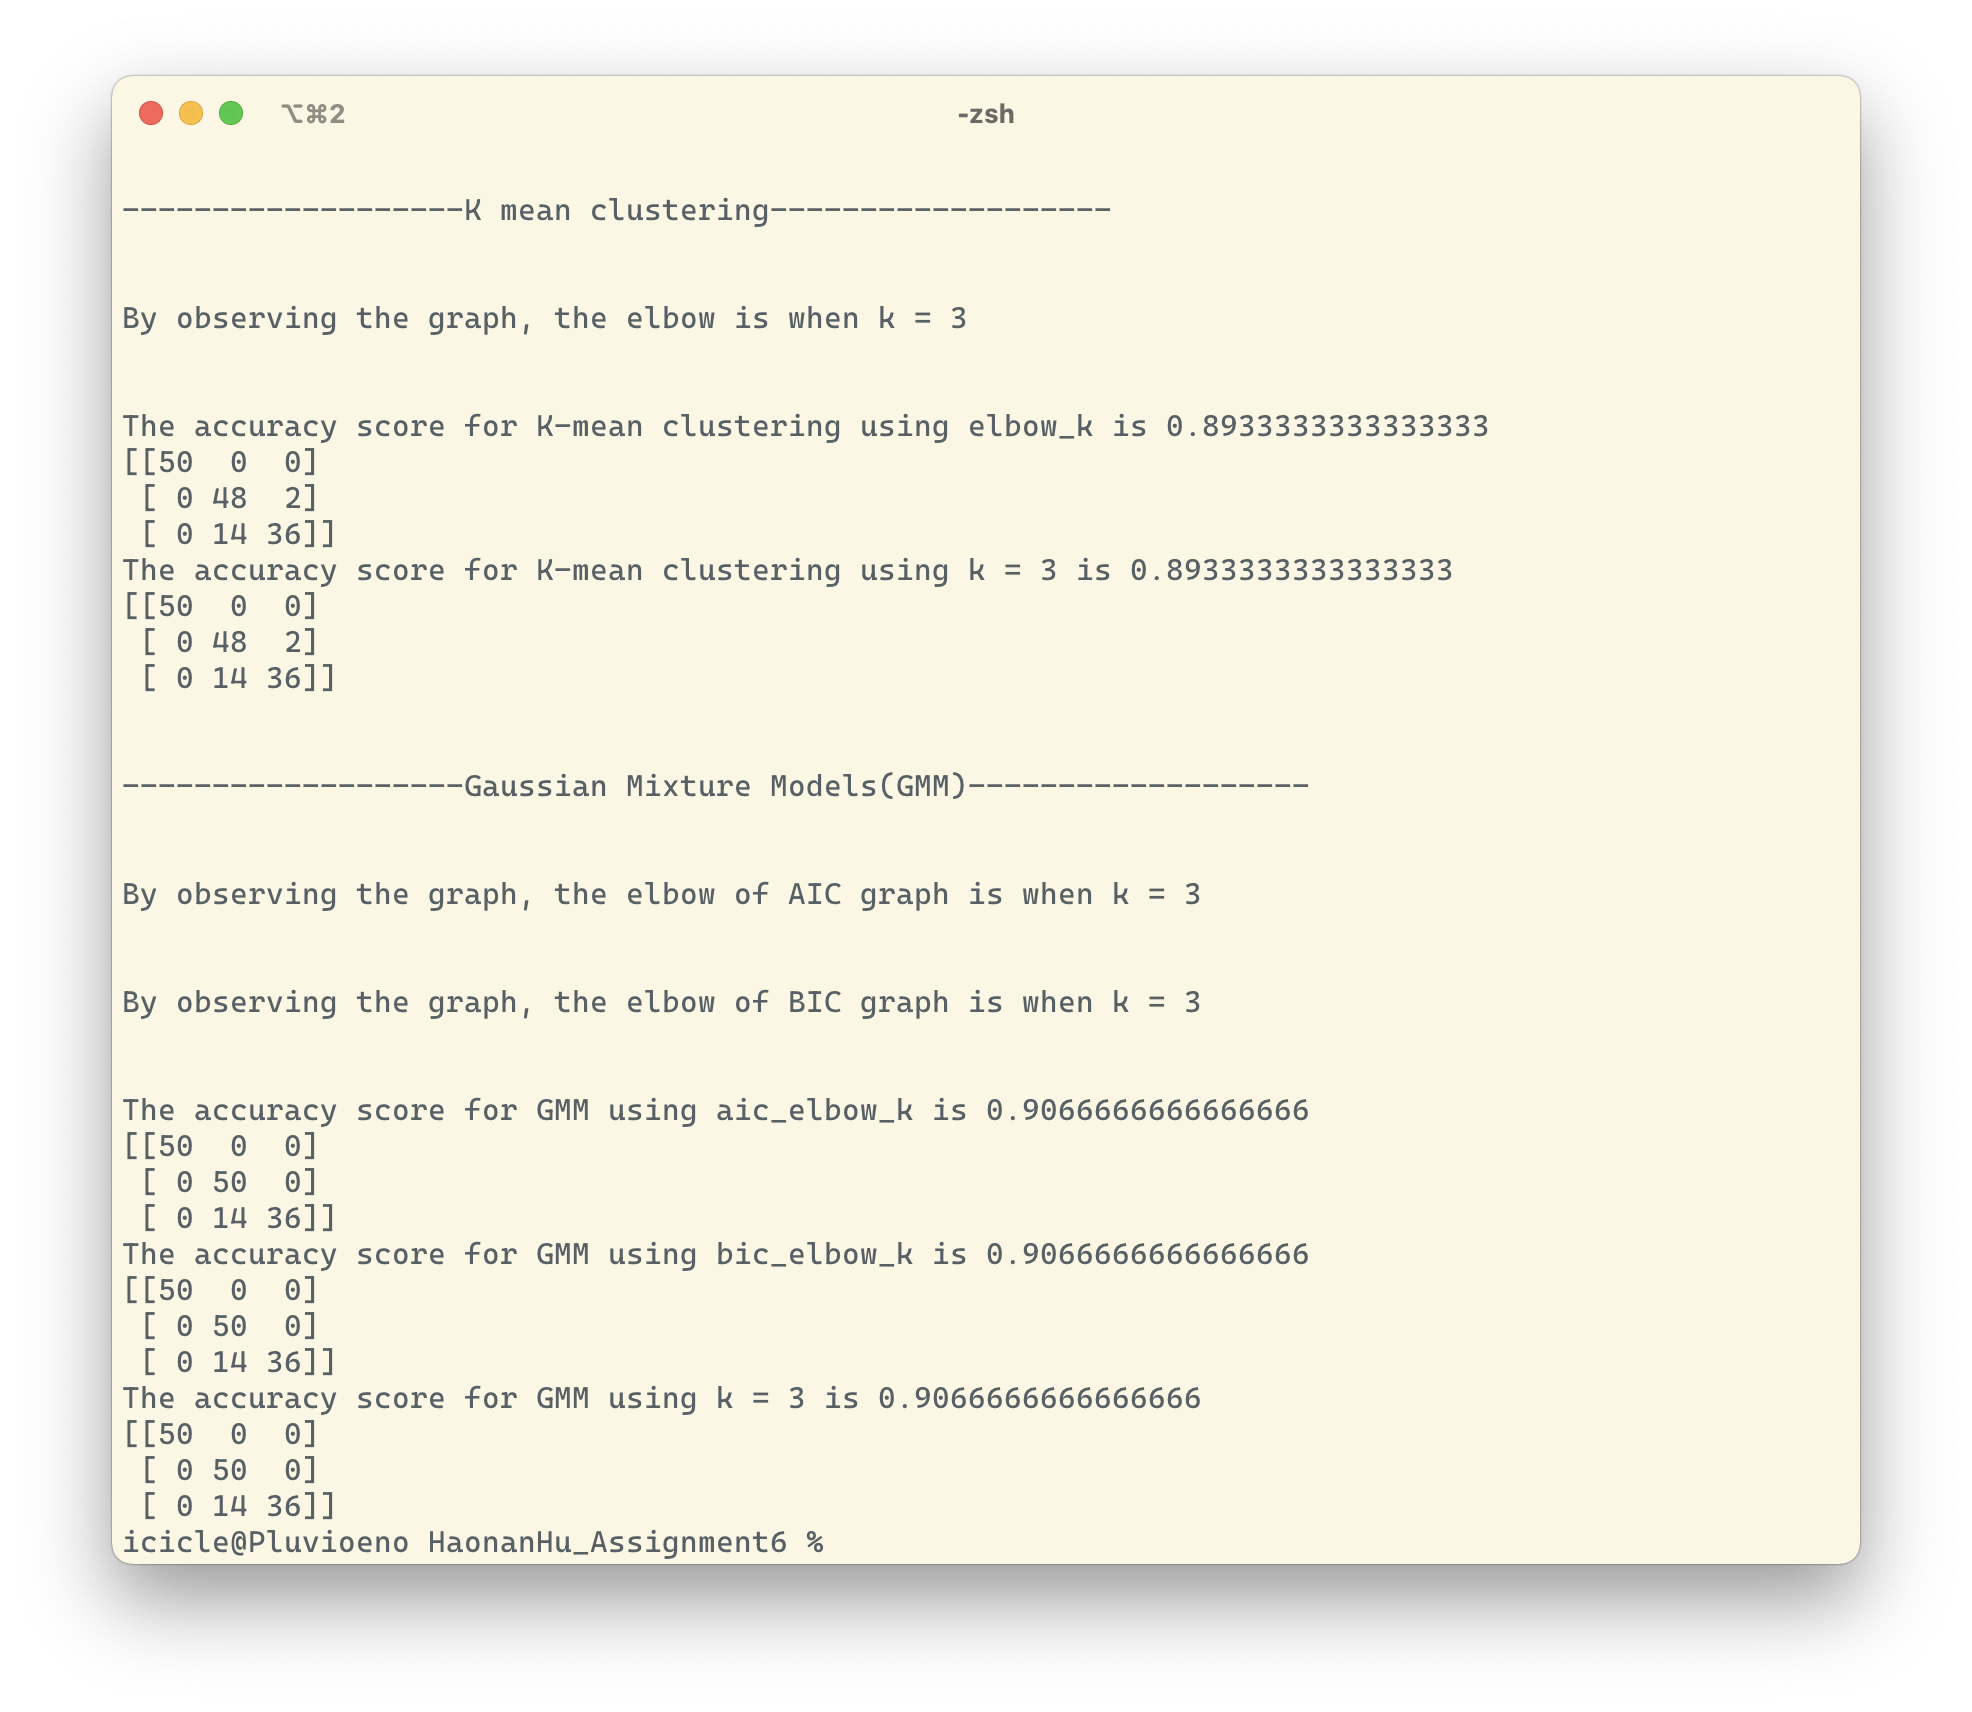 ⌥⌘2
-zsh
-------------------K mean clustering-------------------
By observing the graph, the elbow is when k = 3
The accuracy score for K-mean clustering using elbow_k is 0.8933333333333333
[[50  0  0]
 [ 0 48  2]
 [ 0 14 36]]
The accuracy score for K-mean clustering using k = 3 is 0.8933333333333333
[[50  0  0]
 [ 0 48  2]
 [ 0 14 36]]
-------------------Gaussian Mixture Models(GMM)-------------------
By observing the graph, the elbow of AIC graph is when k = 3
By observing the graph, the elbow of BIC graph is when k = 3
The accuracy score for GMM using aic_elbow_k is 0.9066666666666666
[[50  0  0]
 [ 0 50  0]
 [ 0 14 36]]
The accuracy score for GMM using bic_elbow_k is 0.9066666666666666
[[50  0  0]
 [ 0 50  0]
 [ 0 14 36]]
The accuracy score for GMM using k = 3 is 0.9066666666666666
[[50  0  0]
 [ 0 50  0]
 [ 0 14 36]]
icicle@Pluvioeno HaonanHu_Assignment6 %